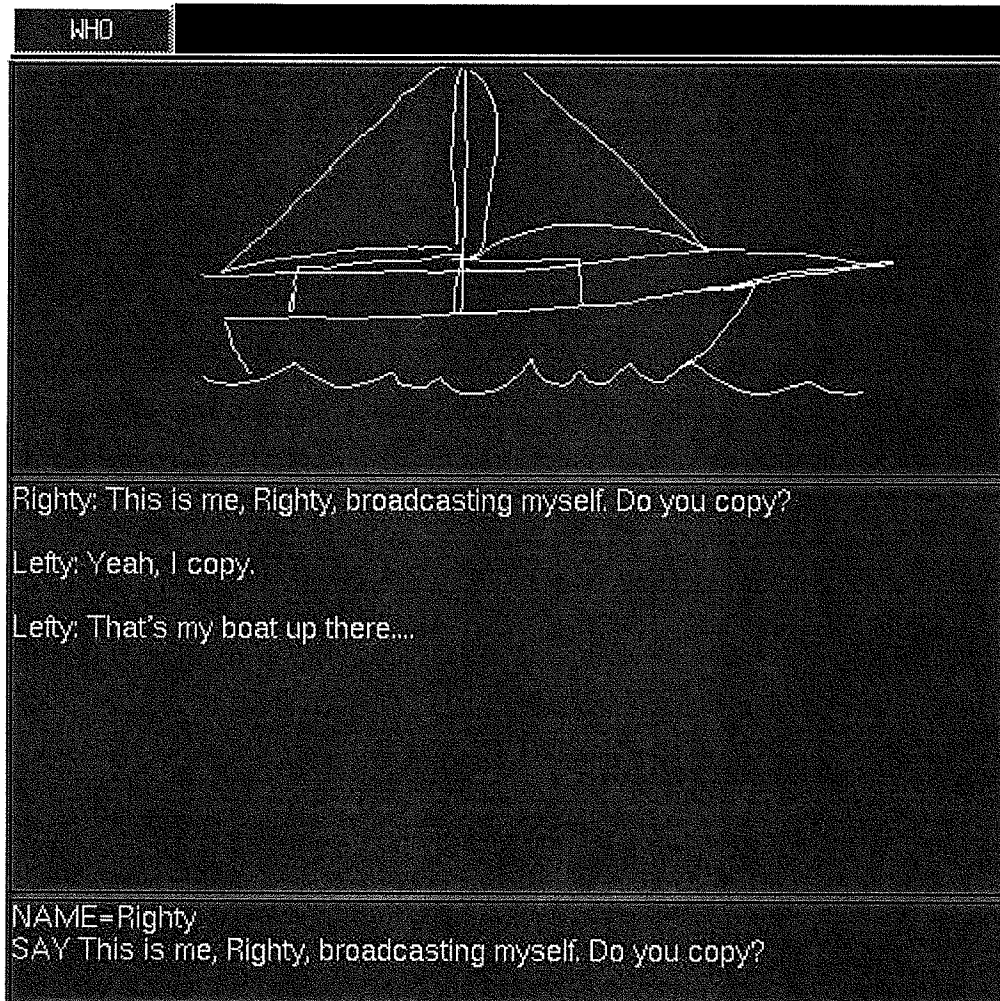 WHO
Righty: This is me, Righty, broadcasting myself. Do you copy?
Lefty: Yeah, I copy.
Lefty: That's my boat up there....
NAME=Righty
SAY This is me, Righty, broadcasting myself. Do you copy?